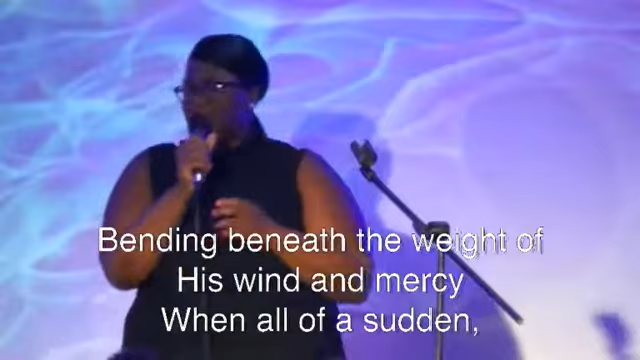 Bending beneath the weight of
His wind and mercy
When all of a sudden,